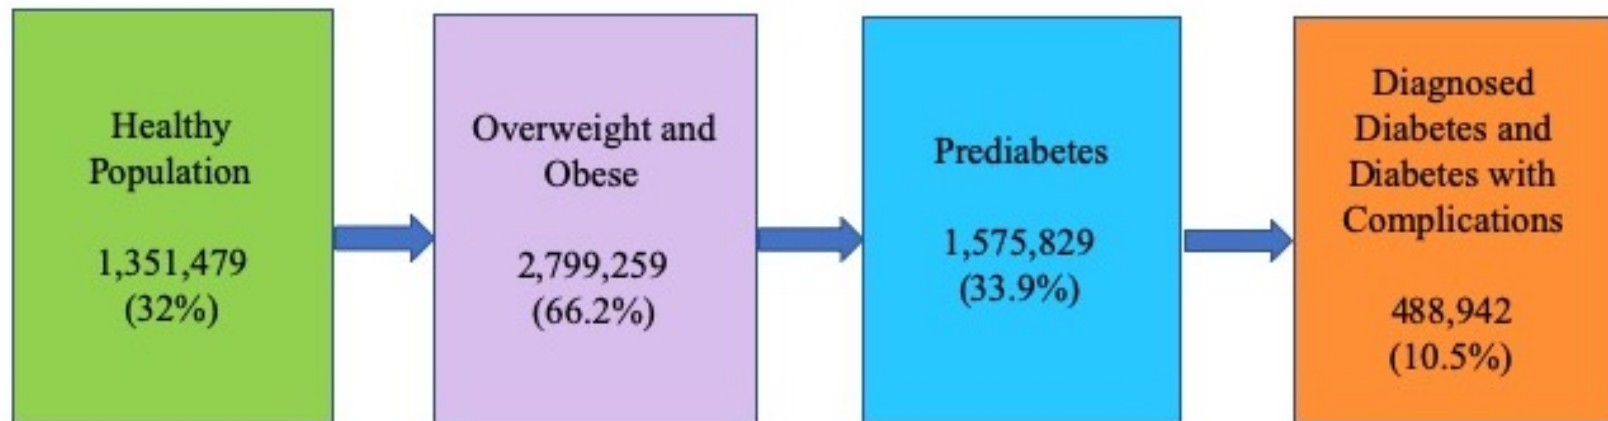 Healthy
Population
1,351,479
(32%)
Overweight and
Obese
2,799,259
(66.2%)
Prediabetes
1,575,829
(33.9%)
Diagnosed
Diabetes and
Diabetes with
Complications
488,942
(10.5%)